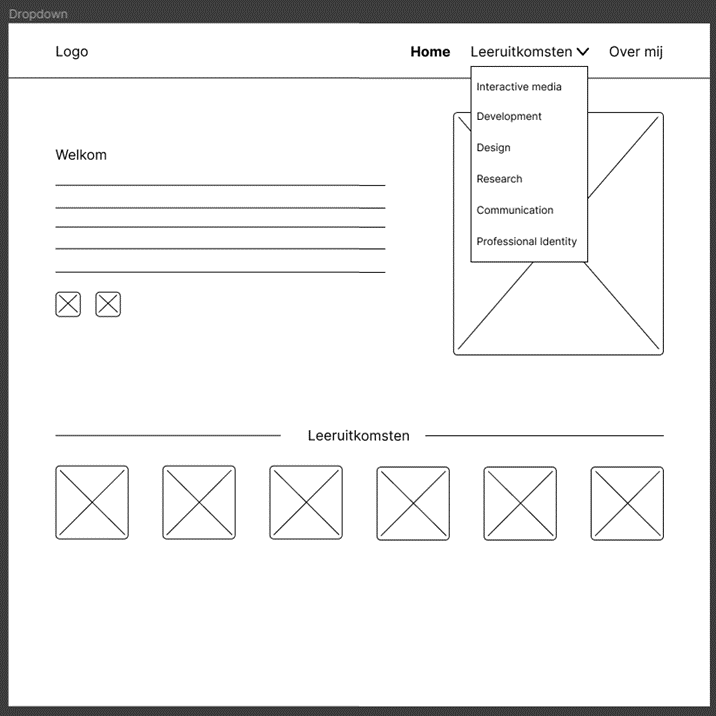 Dropdown
Logo
Home
Leeruitkomsten
Over mij
Interactive media
Development
Design
Research
Communication
Professional Identity
Welkom
Leeruitkomsten